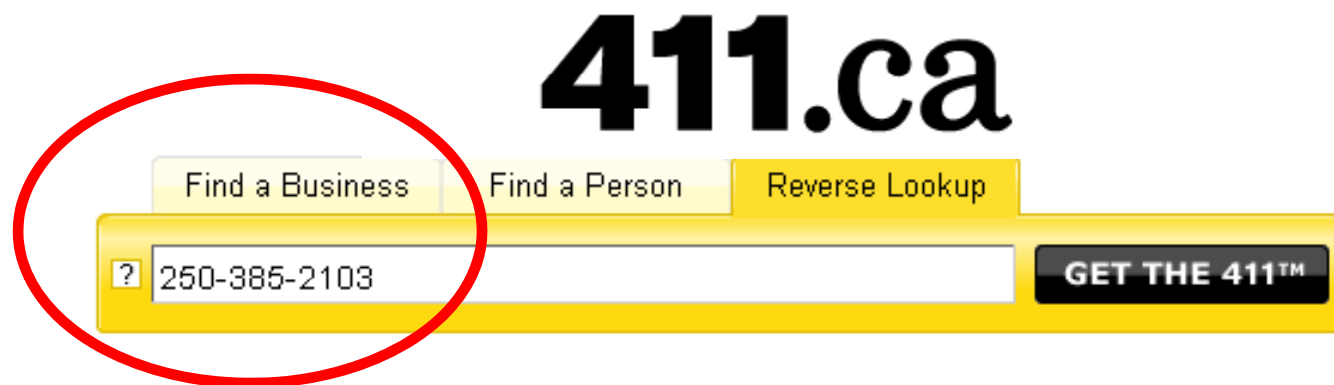 411.ca
Find a Business Find a Person Reverse Lookup
? 250-385-2103 GET THE 411™